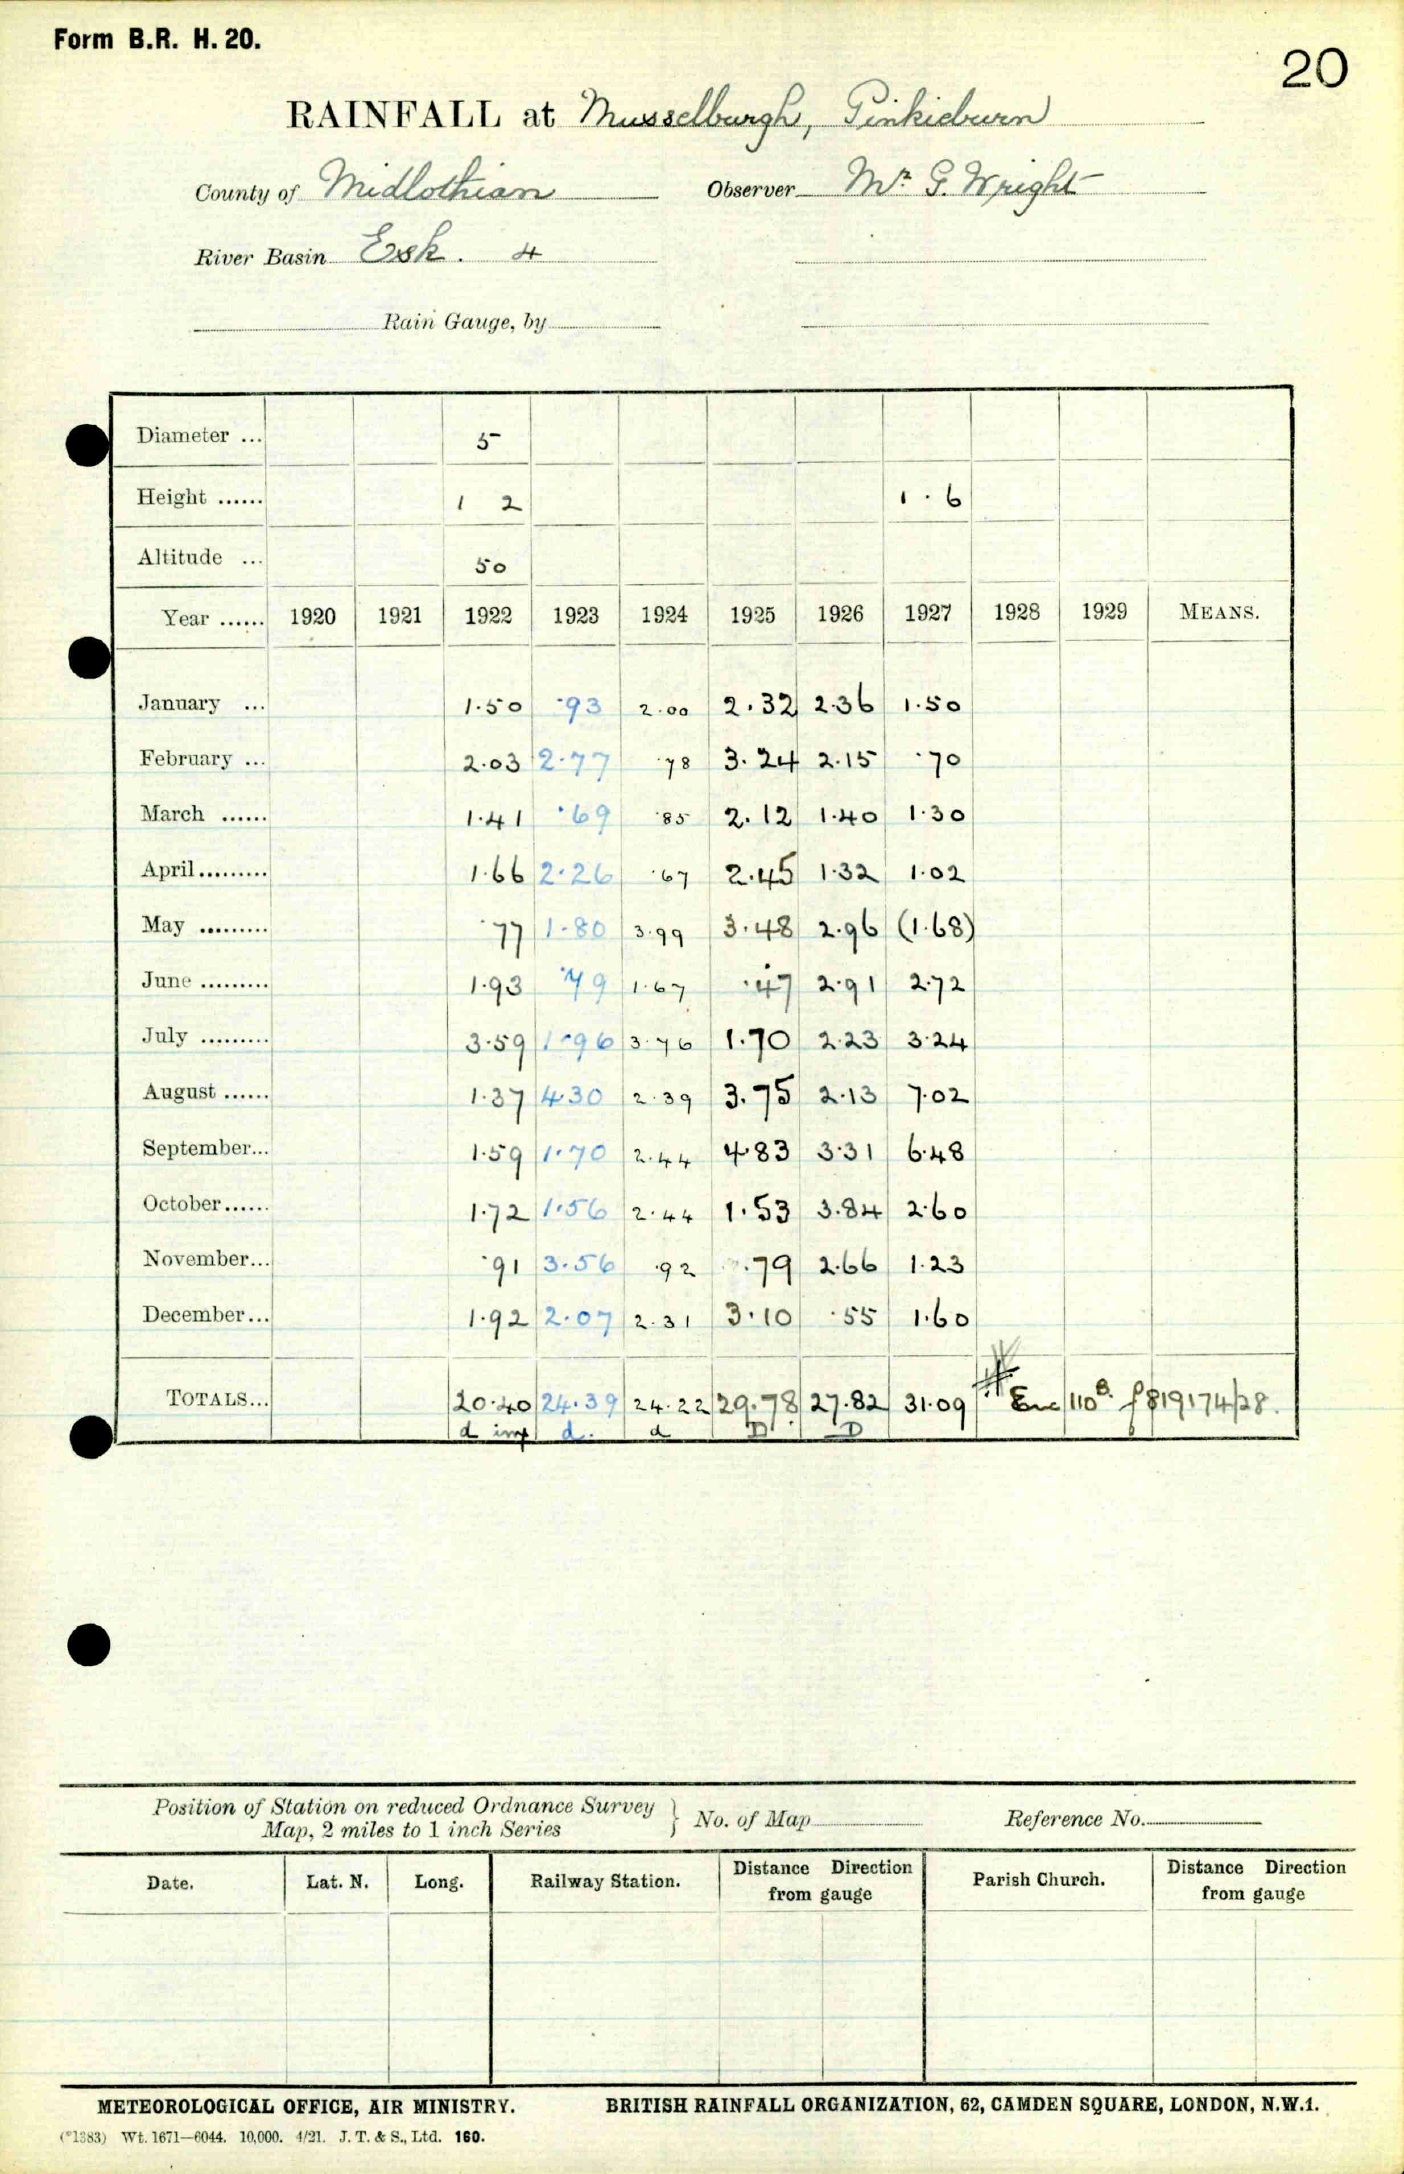 Form B.R. H. 20.
20
RAINFALL at Musselburgh, Pinkieburn
County of Midlothian Observer Mr. G. Wright
River Basin Esk. 4
Rain Gauge, by
Diameter ... 5
Height ...... 1 2 1 . 6
Altitude ... 50
Year ...... 1920 1921 1922 1923 1924 1925 1926 1927 1928 1929 MEANS.
January ... 1.50 .93 2.00 2.32 2.36 1.50
February ... 2.03 2.77 .78 3.24 2.15 .70
March ...... 1.41 .69 .85 2.12 1.40 1.30
April ......... 1.66 2.26 .67 2.45 1.32 1.02
May ......... .77 1.80 3.99 3.48 2.96 (1.68)
June ......... 1.93 .79 1.67 .47 2.91 2.72
July ......... 3.59 1.96 3.76 1.70 2.23 3.24
August ...... 1.37 4.30 2.39 3.75 2.13 7.02
September... 1.59 1.70 2.44 4.83 3.31 6.48
October...... 1.72 1.56 2.44 1.53 3.84 2.60
November... .91 3.56 .92 .79 2.66 1.23
December... 1.92 2.07 2.31 3.10 .55 1.60
TOTALS... 20.40 24.39 24.22 29.78 27.82 31.09 819174/28.
d imp d. d D D
Position of Station on reduced Ordnance Survey
Map, 2 miles to 1 inch Series } No. of Map Reference No.
Date. Lat. N. Long. Railway Station. Distance Direction from gauge Parish Church. Distance Direction from gauge
METEOROLOGICAL OFFICE, AIR MINISTRY. BRITISH RAINFALL ORGANIZATION, 62, CAMDEN SQUARE, LONDON, N.W.1.
(*1383) Wt. 1671—6044. 10,000. 4/21. J. T. & S., Ltd. 160.